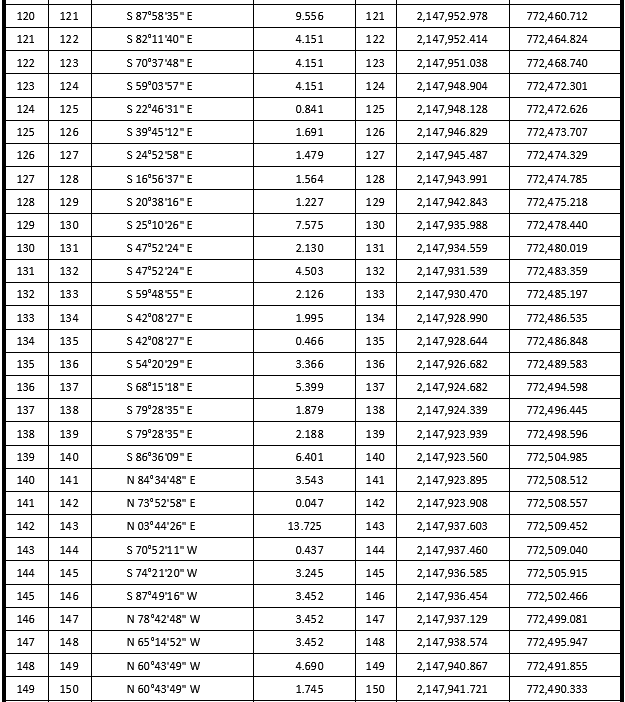 120 121 S 87°58'35" E 9.556 121 2,147,952.978 772,460.712
121 122 S 82°11'40" E 4.151 122 2,147,952.414 772,464.824
122 123 S 70°37'48" E 4.151 123 2,147,951.038 772,468.740
123 124 S 59°03'57" E 4.151 124 2,147,948.904 772,472.301
124 125 S 22°46'31" E 0.841 125 2,147,948.128 772,472.626
125 126 S 39°45'12" E 1.691 126 2,147,946.829 772,473.707
126 127 S 24°52'58" E 1.479 127 2,147,945.487 772,474.329
127 128 S 16°56'37" E 1.564 128 2,147,943.991 772,474.785
128 129 S 20°38'16" E 1.227 129 2,147,942.843 772,475.218
129 130 S 25°10'26" E 7.575 130 2,147,935.988 772,478.440
130 131 S 47°52'24" E 2.130 131 2,147,934.559 772,480.019
131 132 S 47°52'24" E 4.503 132 2,147,931.539 772,483.359
132 133 S 59°48'55" E 2.126 133 2,147,930.470 772,485.197
133 134 S 42°08'27" E 1.995 134 2,147,928.990 772,486.535
134 135 S 42°08'27" E 0.466 135 2,147,928.644 772,486.848
135 136 S 54°20'29" E 3.366 136 2,147,926.682 772,489.583
136 137 S 68°15'18" E 5.399 137 2,147,924.682 772,494.598
137 138 S 79°28'35" E 1.879 138 2,147,924.339 772,496.445
138 139 S 79°28'35" E 2.188 139 2,147,923.939 772,498.596
139 140 S 86°36'09" E 6.401 140 2,147,923.560 772,504.985
140 141 N 84°34'48" E 3.543 141 2,147,923.895 772,508.512
141 142 N 73°52'58" E 0.047 142 2,147,923.908 772,508.557
142 143 N 03°44'26" E 13.725 143 2,147,937.603 772,509.452
143 144 S 70°52'11" W 0.437 144 2,147,937.460 772,509.040
144 145 S 74°21'20" W 3.245 145 2,147,936.585 772,505.915
145 146 S 87°49'16" W 3.452 146 2,147,936.454 772,502.466
146 147 N 78°42'48" W 3.452 147 2,147,937.129 772,499.081
147 148 N 65°14'52" W 3.452 148 2,147,938.574 772,495.947
148 149 N 60°43'49" W 4.690 149 2,147,940.867 772,491.855
149 150 N 60°43'49" W 1.745 150 2,147,941.721 772,490.333